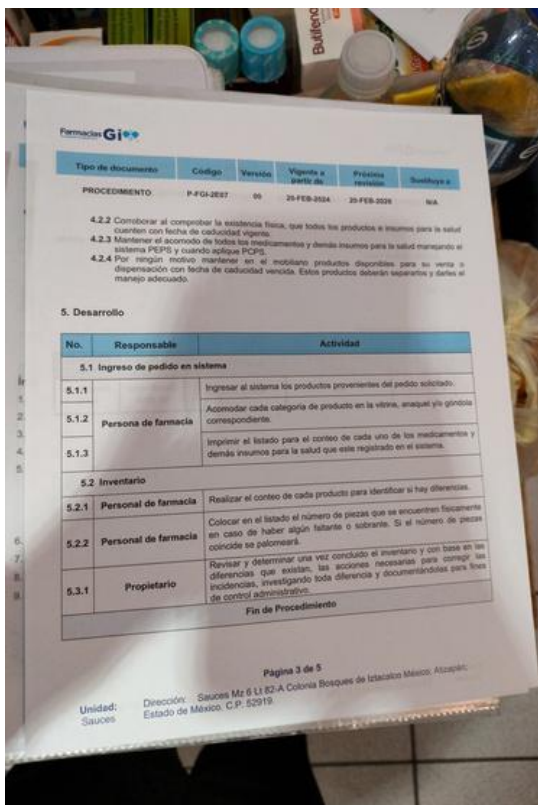 Butifeno
Farmacias Gi
Tipo de documento Código Versión Vigente a partir de Próxima revisión Sustituye a
PROCEDIMIENTO P-FGI-2E07 00 20-FEB-2024 20-FEB-2026 N/A
4.2.2 Corroborar al comprobar la existencia física, que todos los productos e insumos para la salud
cuenten con fecha de caducidad vigente.
4.2.3 Mantener el acomodo de todos los medicamentos y demás insumos para la salud manejando el
sistema PEPS y cuándo aplique PCPS.
4.2.4 Por ningún motivo mantener en el mobiliario productos disponibles para su venta o
dispensación con fecha de caducidad vencida. Estos productos deberán separarlos y darles el
manejo adecuado.
5. Desarrollo
No. Responsable Actividad
5.1 Ingreso de pedido en sistema
5.1.1 Ingresar al sistema los productos provenientes del pedido solicitado.
5.1.2 Persona de farmacia Acomodar cada categoría de producto en la vitrina, anaquel y/o góndola
correspondiente.
5.1.3 Imprimir el listado para el conteo de cada uno de los medicamentos y
demás insumos para la salud que este registrado en el sistema.
5.2 Inventario
5.2.1 Personal de farmacia Realizar el conteo de cada producto para identificar si hay diferencias.
5.2.2 Personal de farmacia Colocar en el listado el número de piezas que se encuentren físicamente
en caso de haber algún faltante o sobrante. Si el número de piezas
coincide se palomeará.
5.3.1 Propietario Revisar y determinar una vez concluido el inventario y con base en las
diferencias que existan, las acciones necesarias para corregir las
incidencias, investigando toda diferencia y documentándolas para fines
de control administrativo.
Fin de Procedimiento
Página 3 de 5
Unidad: Sauces
Dirección: Sauces Mz 6 Lt 82-A Colonia Bosques de Iztacalco México; Atizapán;
Estado de México. C.P. 52919.